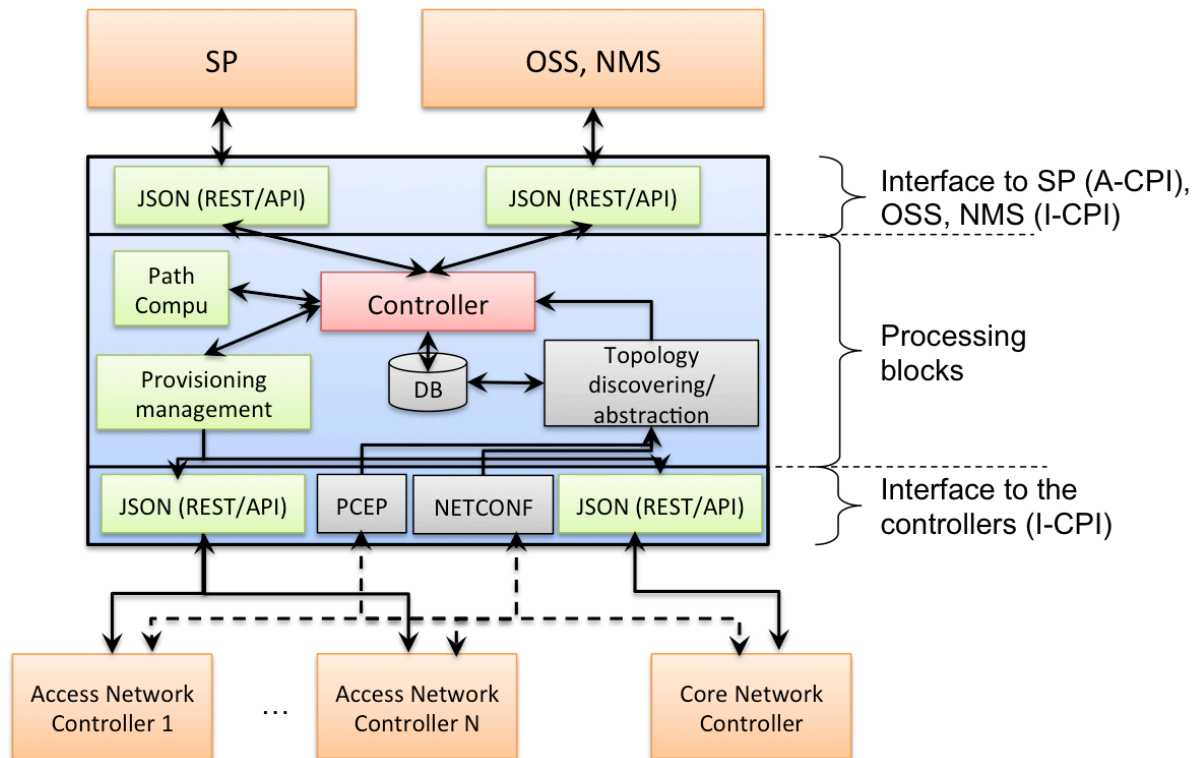 SP
OSS, NMS
JSON (REST/API)
JSON (REST/API)
Interface to SP (A-CPI),
OSS, NMS (I-CPI)
Path
Compu
Controller
Processing
blocks
Provisioning
management
DB
Topology
discovering/
abstraction
JSON (REST/API)
PCEP
NETCONF
JSON (REST/API)
Interface to the
controllers (I-CPI)
Access Network
Controller 1
...
Access Network
Controller N
Core Network
Controller